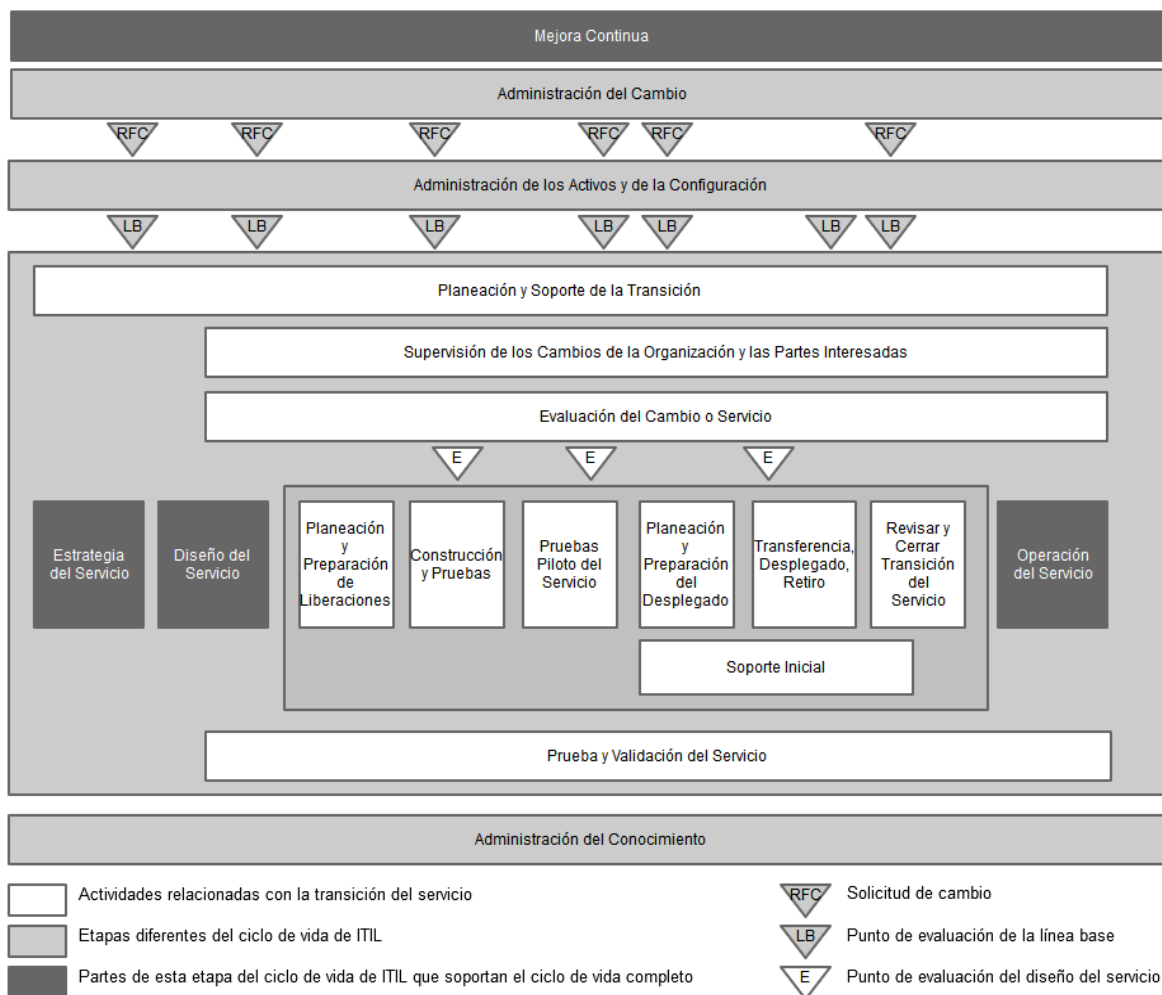 Mejora Continua
Administración del Cambio
RFC RFC RFC RFC RFC RFC
Administración de los Activos y de la Configuración
LB LB LB LB LB LB LB
Planeación y Soporte de la Transición
Supervisión de los Cambios de la Organización y las Partes Interesadas
Evaluación del Cambio o Servicio
E E E
Estrategia
del Servicio
Diseño del
Servicio
Planeación
y
Preparación
de
Liberaciones
Construcción
y Pruebas
Pruebas
Piloto del
Servicio
Planeación
y
Preparación
del
Desplegado
Transferencia,
Desplegado,
Retiro
Revisar y
Cerrar
Transición
del
Servicio
Operación
del Servicio
Soporte Inicial
Prueba y Validación del Servicio
Administración del Conocimiento
Actividades relacionadas con la transición del servicio
Etapas diferentes del ciclo de vida de ITIL
Partes de esta etapa del ciclo de vida de ITIL que soportan el ciclo de vida completo
RFC Solicitud de cambio
LB Punto de evaluación de la línea base
E Punto de evaluación del diseño del servicio